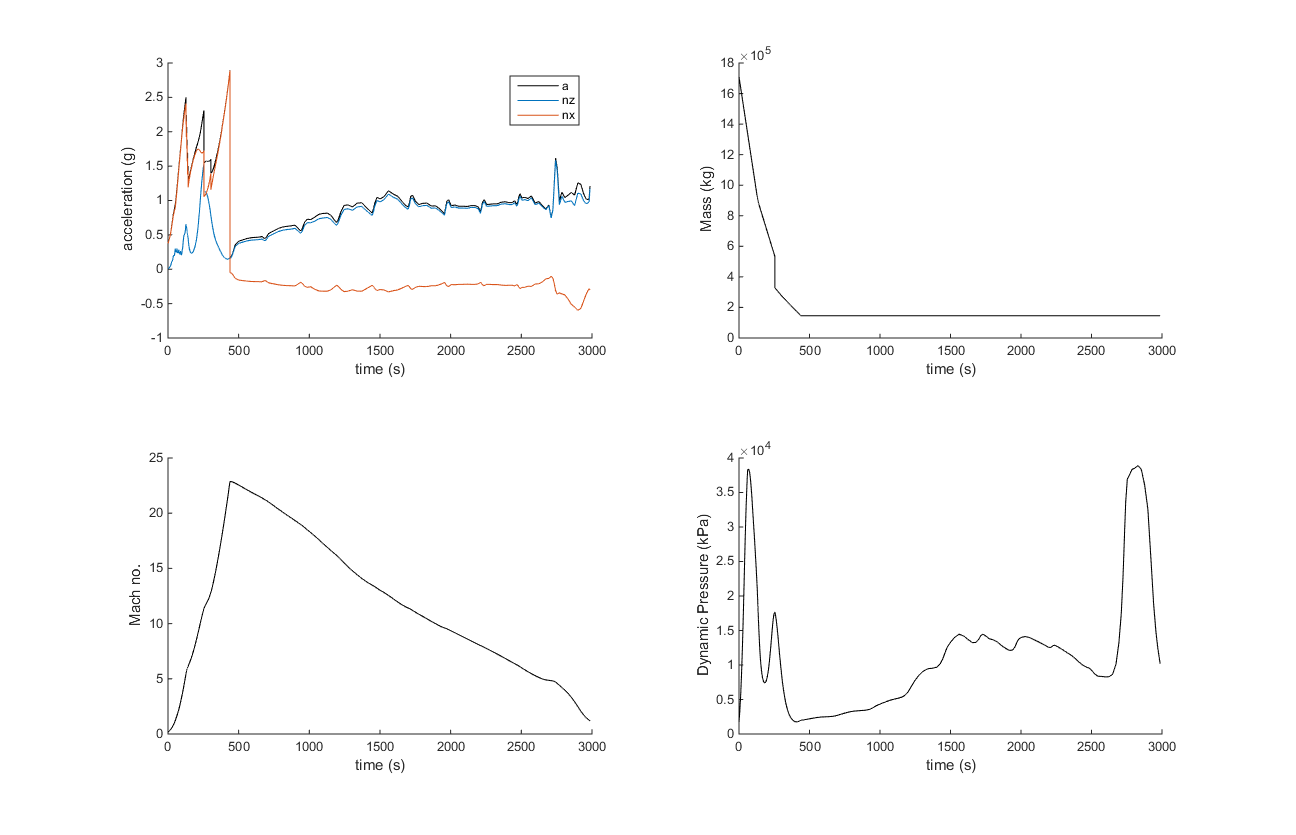 3
2.5
2
1.5
1
0.5
0
-0.5
-1
acceleration (g)
a
nz
nx
0 500 1000 1500 2000 2500 3000
time (s)
×10⁵
18
16
14
12
10
8
6
4
2
0
Mass (kg)
0 500 1000 1500 2000 2500 3000
time (s)
25
20
15
10
5
0
Mach no.
0 500 1000 1500 2000 2500 3000
time (s)
×10⁴
4
3.5
3
2.5
2
1.5
1
0.5
0
Dynamic Pressure (kPa)
0 500 1000 1500 2000 2500 3000
time (s)